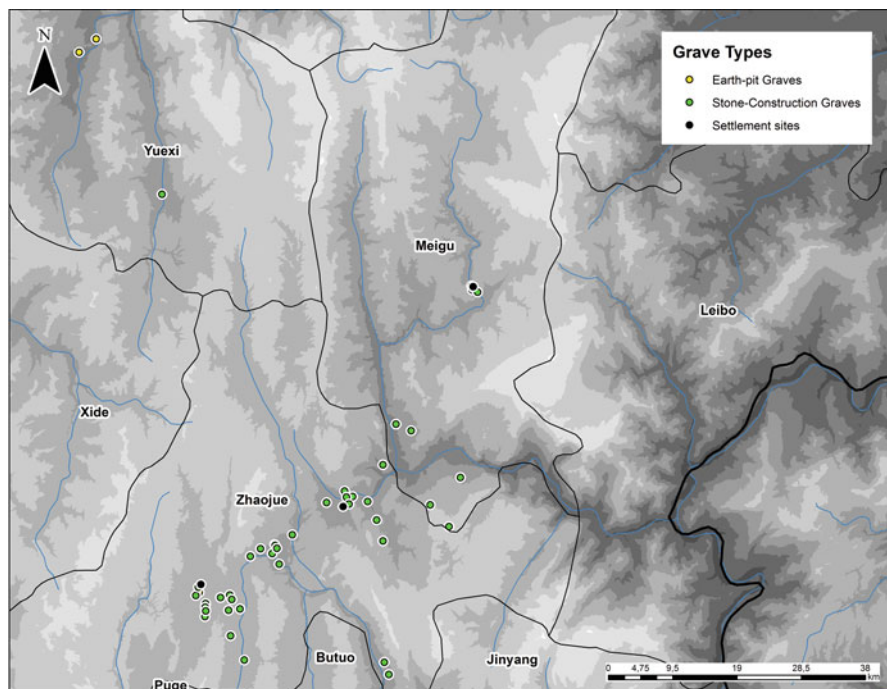 N
Grave Types
Earth-pit Graves
Stone-Construction Graves
Settlement sites
Yuexi
Meigu
Leibo
Xide
Zhaojue
Puge
Butuo
Jinyang
0 4,75 9,5 19 28,5 38
km